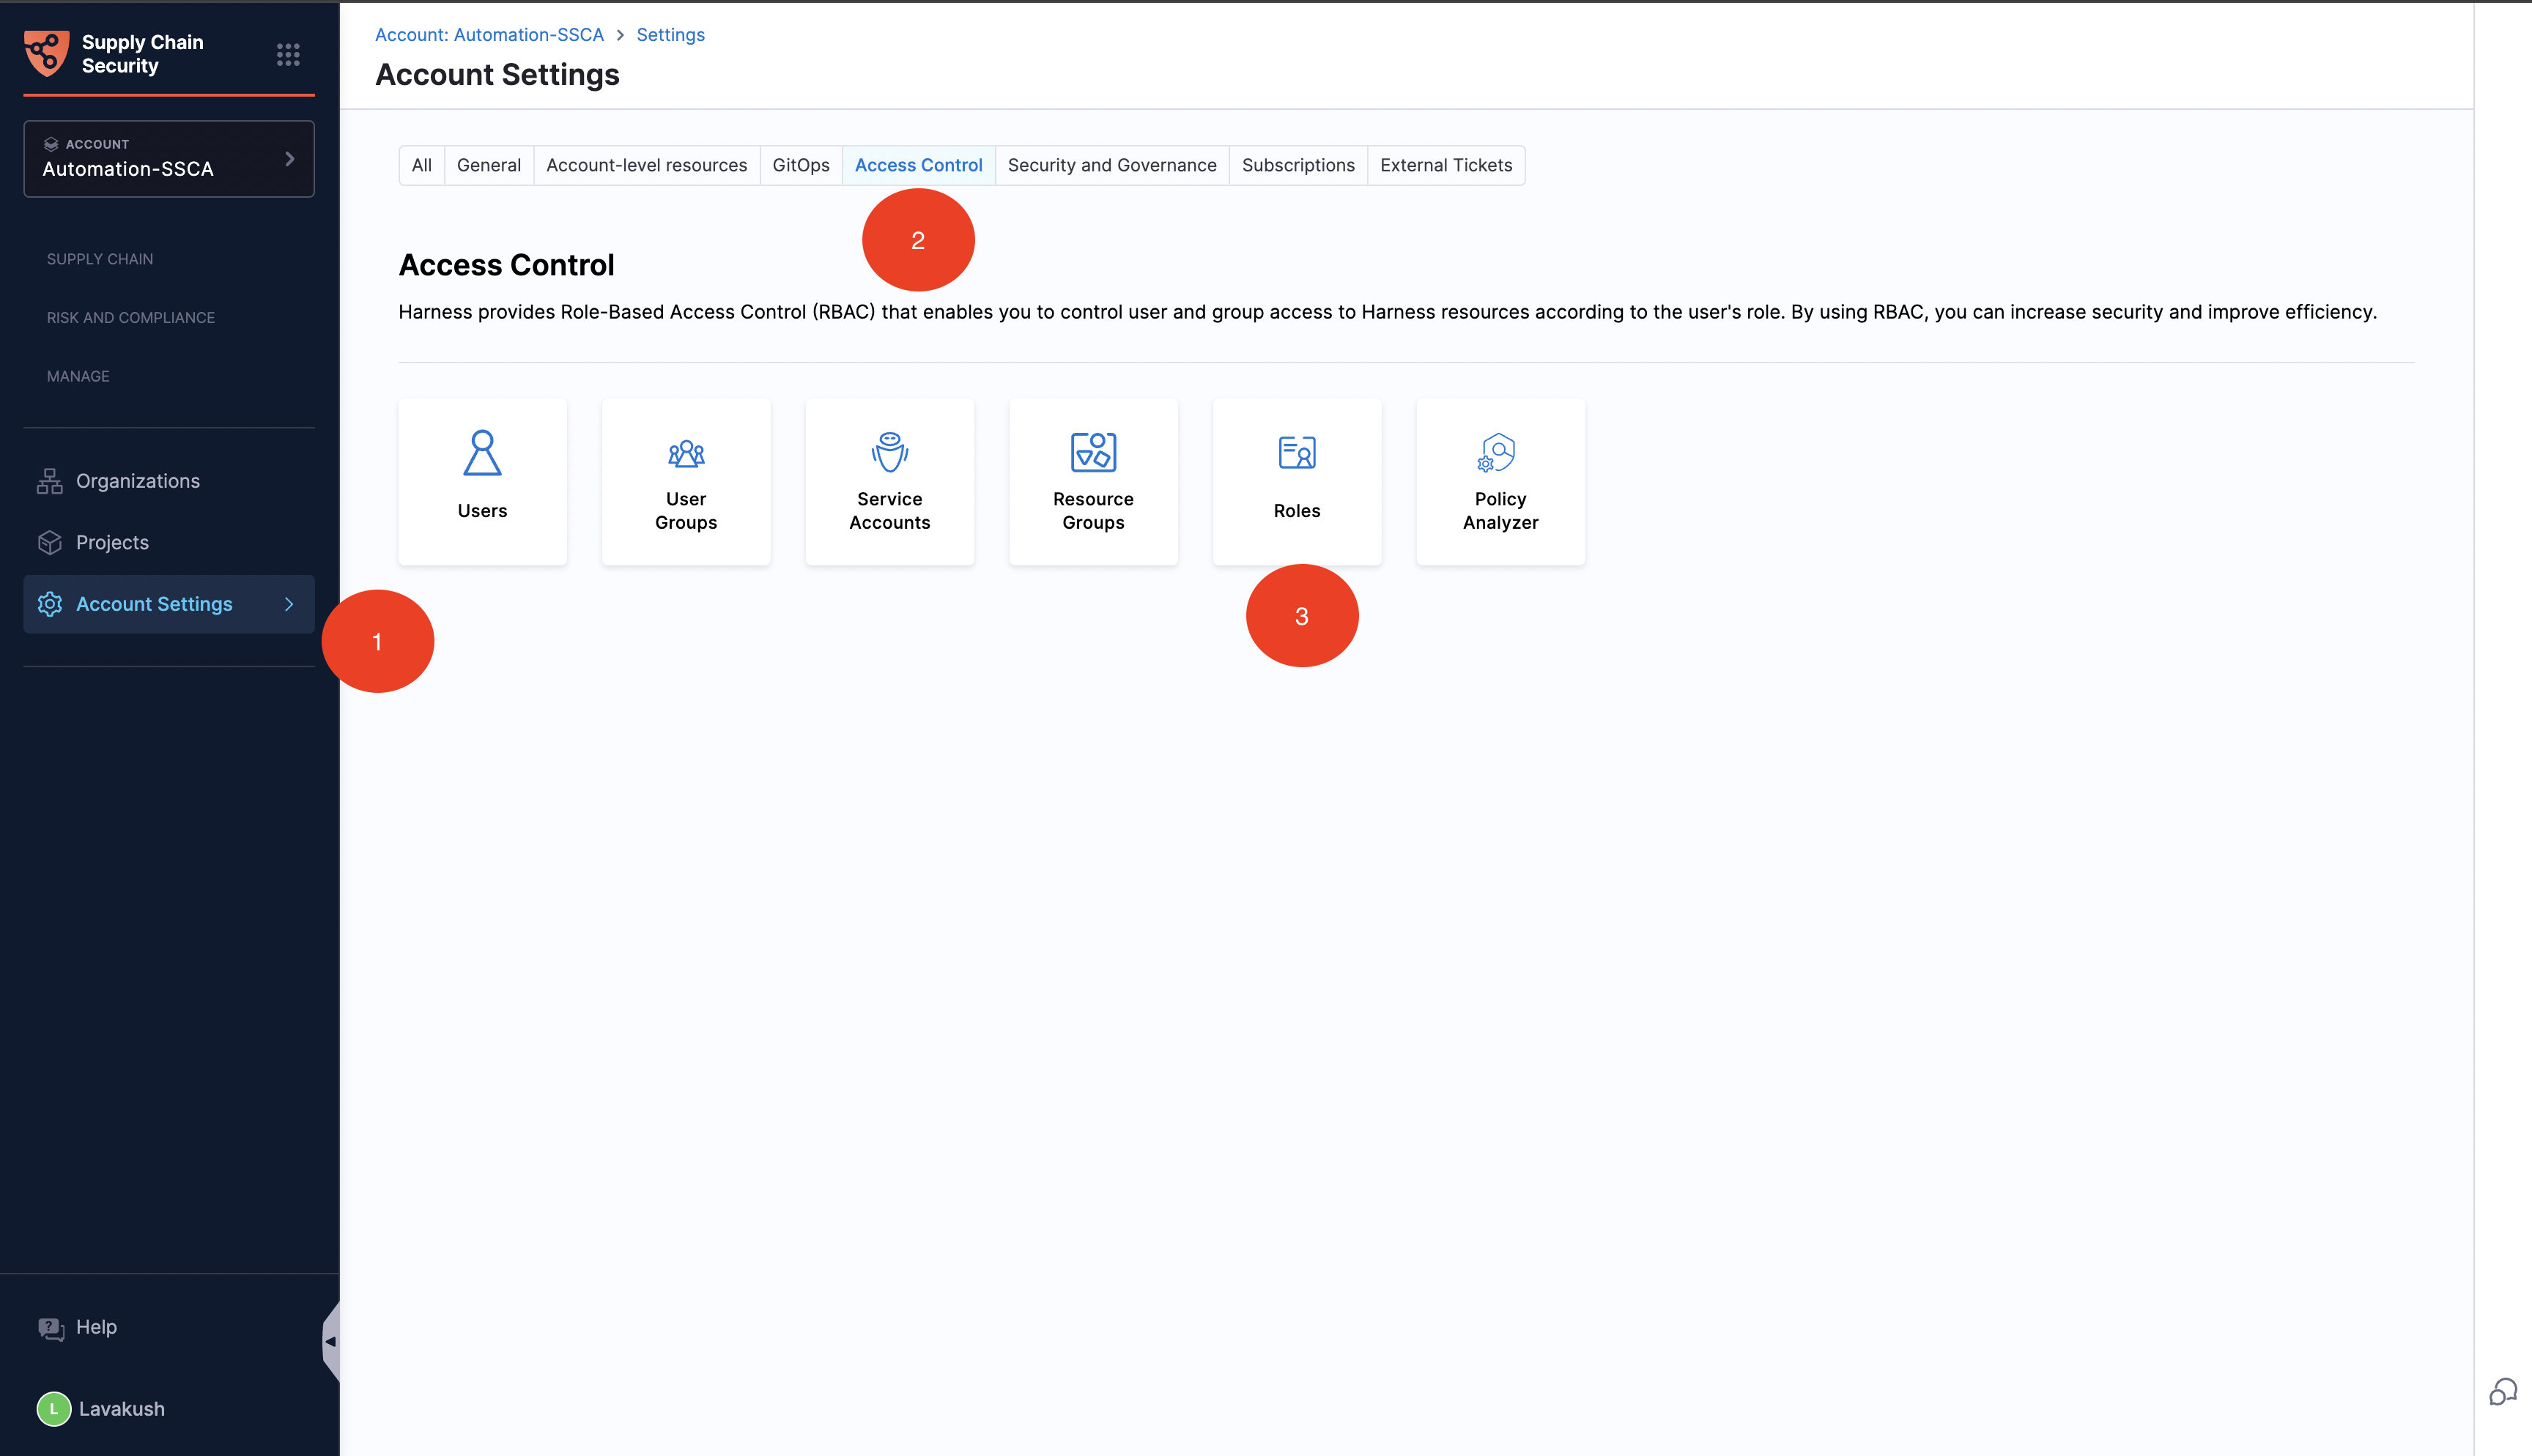 Supply Chain
Security
ACCOUNT
Automation-SSCA
SUPPLY CHAIN
RISK AND COMPLIANCE
MANAGE
Organizations
Projects
Account Settings
1
Help
L Lavakush
Account: Automation-SSCA > Settings
Account Settings
All General Account-level resources GitOps Access Control Security and Governance Subscriptions External Tickets
2
Access Control
Harness provides Role-Based Access Control (RBAC) that enables you to control user and group access to Harness resources according to the user's role. By using RBAC, you can increase security and improve efficiency.
Users
User
Groups
Service
Accounts
Resource
Groups
Roles
Policy
Analyzer
3